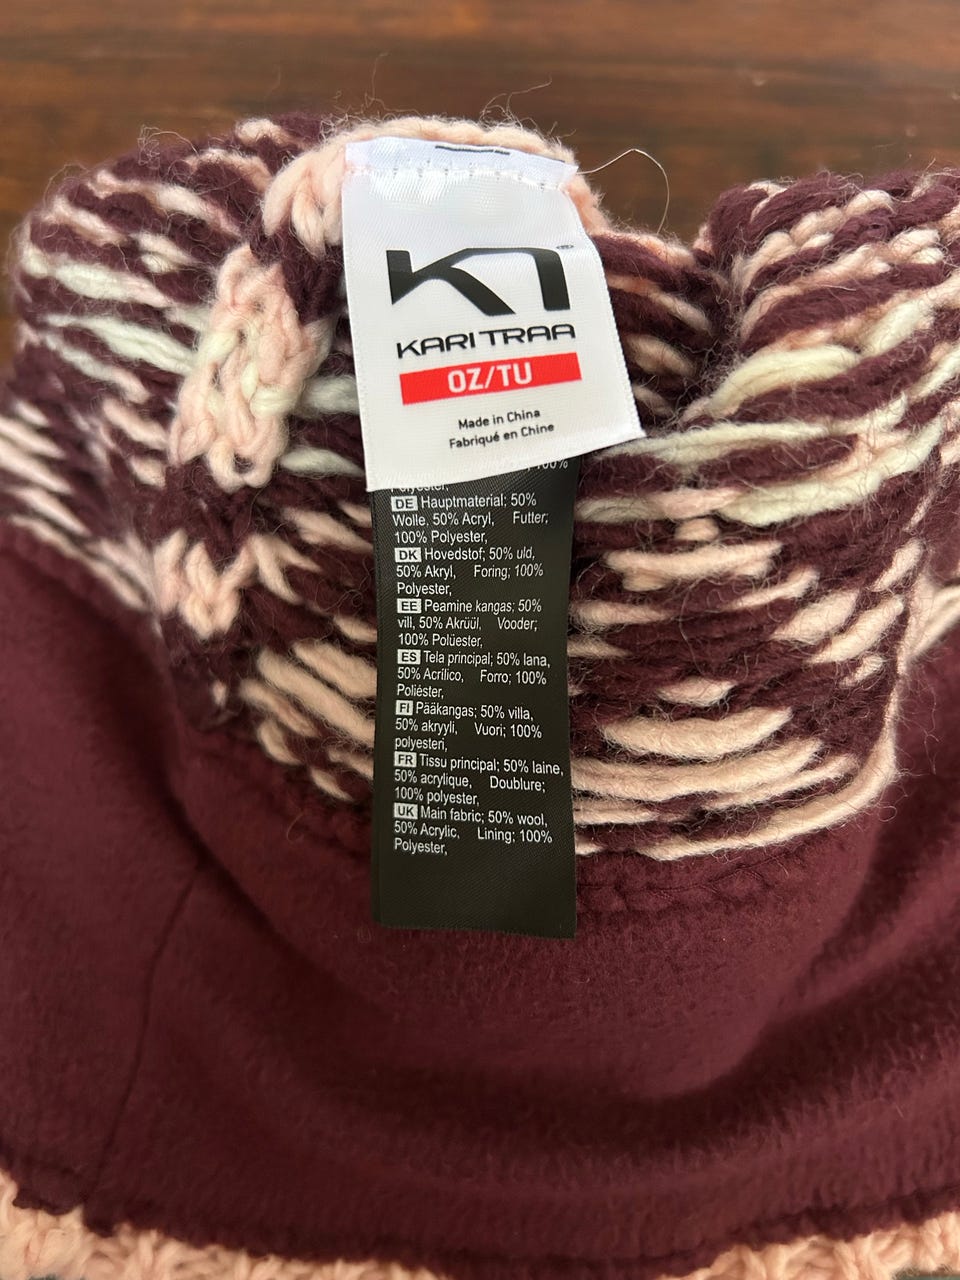 K1
KARI TRAA
OZ/TU
Made in China
Fabriqué en Chine
100%
Polyester,
DE Hauptmaterial; 50%
Wolle, 50% Acryl, Futter;
100% Polyester,
DK Hovedstof; 50% uld,
50% Akryl, Foring; 100%
Polyester,
EE Peamine kangas; 50%
vill, 50% Akrüül, Vooder;
100% Polüester,
ES Tela principal; 50% lana,
50% Acrílico, Forro; 100%
Poliéster,
FI Pääkangas; 50% villa,
50% akryyli, Vuori; 100%
polyesteri,
FR Tissu principal; 50% laine,
50% acrylique, Doublure;
100% polyester,
UK Main fabric; 50% wool,
50% Acrylic, Lining; 100%
Polyester,